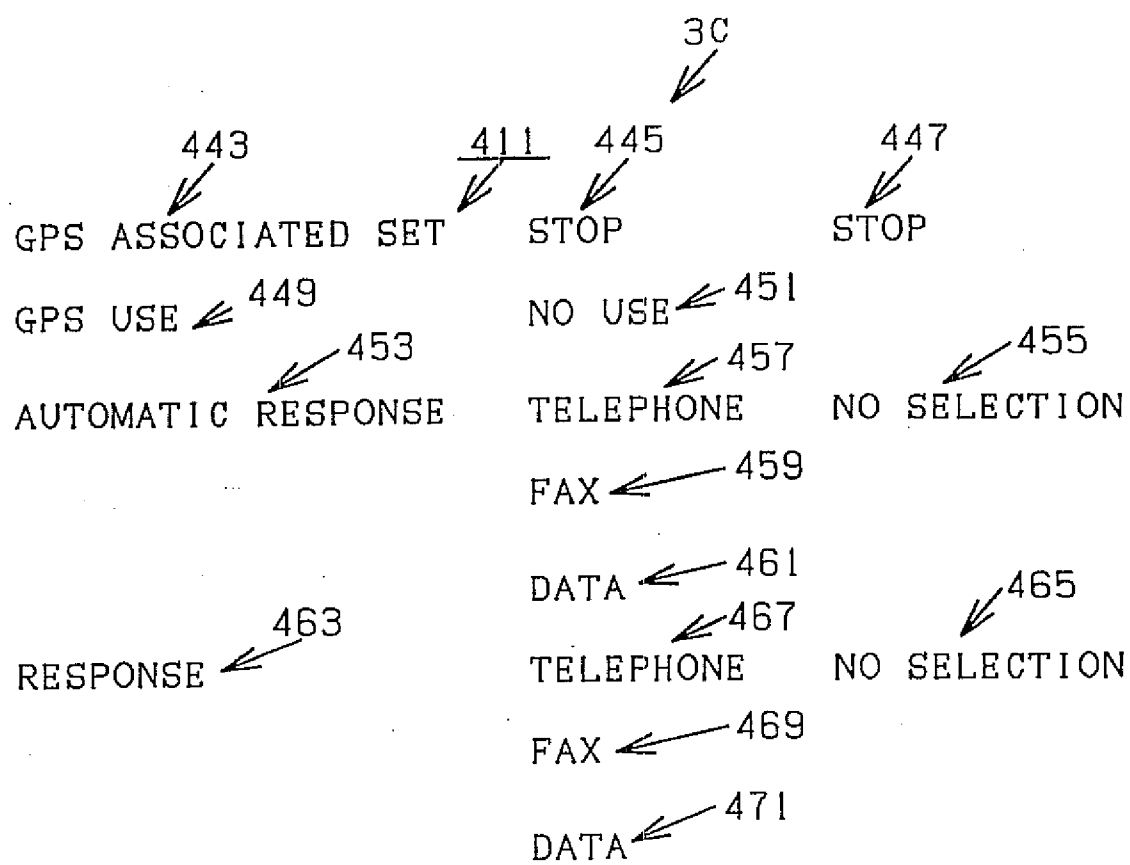 3C
443 411 445 447
GPS ASSOCIATED SET STOP STOP
449 451
GPS USE NO USE
453 457 455
AUTOMATIC RESPONSE TELEPHONE NO SELECTION
459
FAX
461
DATA
463 467 465
RESPONSE TELEPHONE NO SELECTION
469
FAX
471
DATA